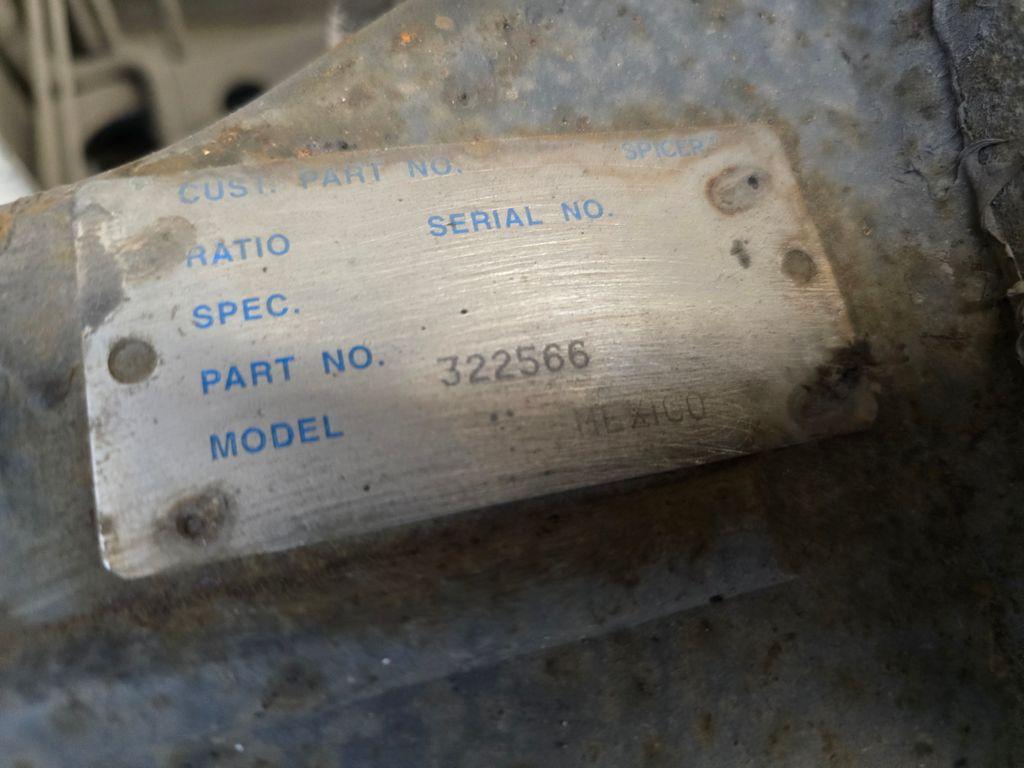 CUST. PART NO. SPICER
RATIO SERIAL NO.
SPEC.
PART NO. 322566
MODEL MEXICO